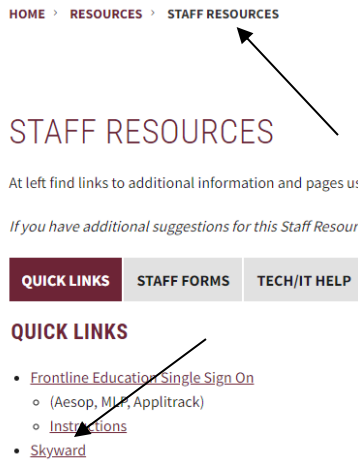 HOME > RESOURCES > STAFF RESOURCES
STAFF RESOURCES
At left find links to additional information and pages
If you have additional suggestions for this Staff
QUICK LINKS STAFF FORMS TECH/IT HELP
QUICK LINKS
• Frontline Education Single Sign On
○ (Aesop, MLP, Applitrack)
○ Instructions
• Skyward